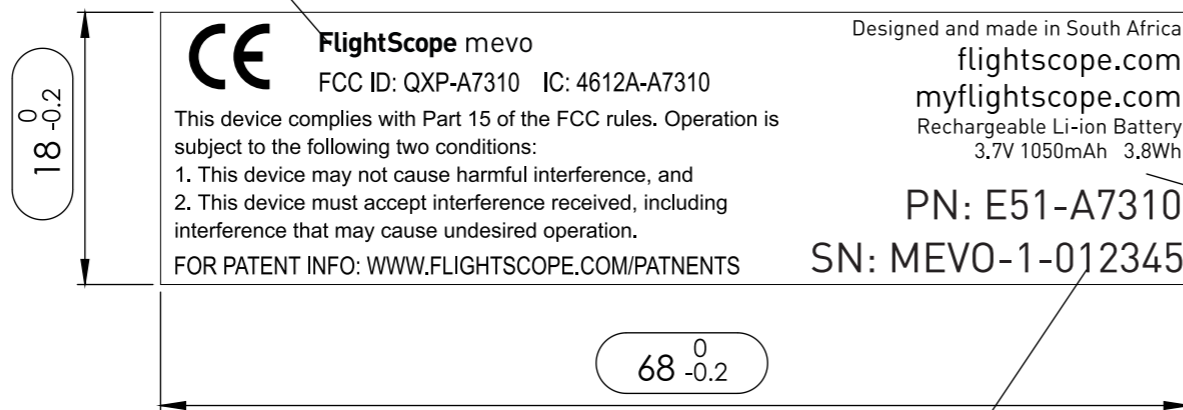 FlightScope mevo
FCC ID: QXP-A7310 IC: 4612A-A7310
This device complies with Part 15 of the FCC rules. Operation is
subject to the following two conditions:
1. This device may not cause harmful interference, and
2. This device must accept interference received, including
interference that may cause undesired operation.
FOR PATENT INFO: WWW.FLIGHTSCOPE.COM/PATNENTS
Designed and made in South Africa
flightscope.com
myflightscope.com
Rechargeable Li-ion Battery
3.7V 1050mAh 3.8Wh
PN: E51-A7310
SN: MEVO-1-012345
18 0 -0.2
68 0 -0.2
CE